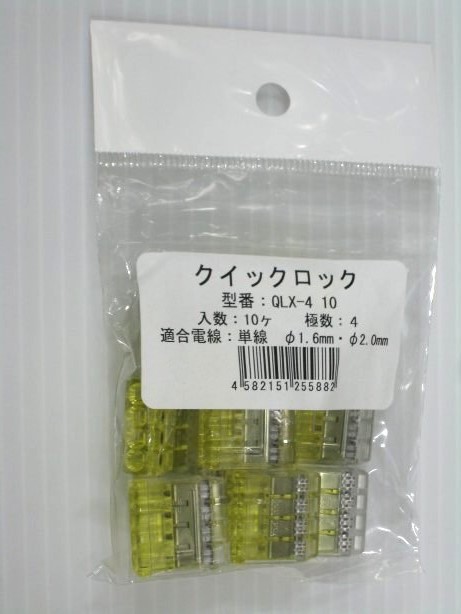 クイックロック
型番：QLX-4 10
入数：10ヶ　極数：4
適合電線：単線　φ1.6mm・φ2.0mm
4 582151 255882